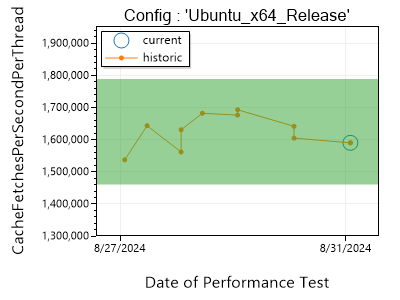 Config : 'Ubuntu_x64_Release'
CacheFetchesPerSecondPerThread
1,900,000
1,800,000
1,700,000
1,600,000
1,500,000
1,400,000
1,300,000
current
historic
8/27/2024
8/31/2024
Date of Performance Test